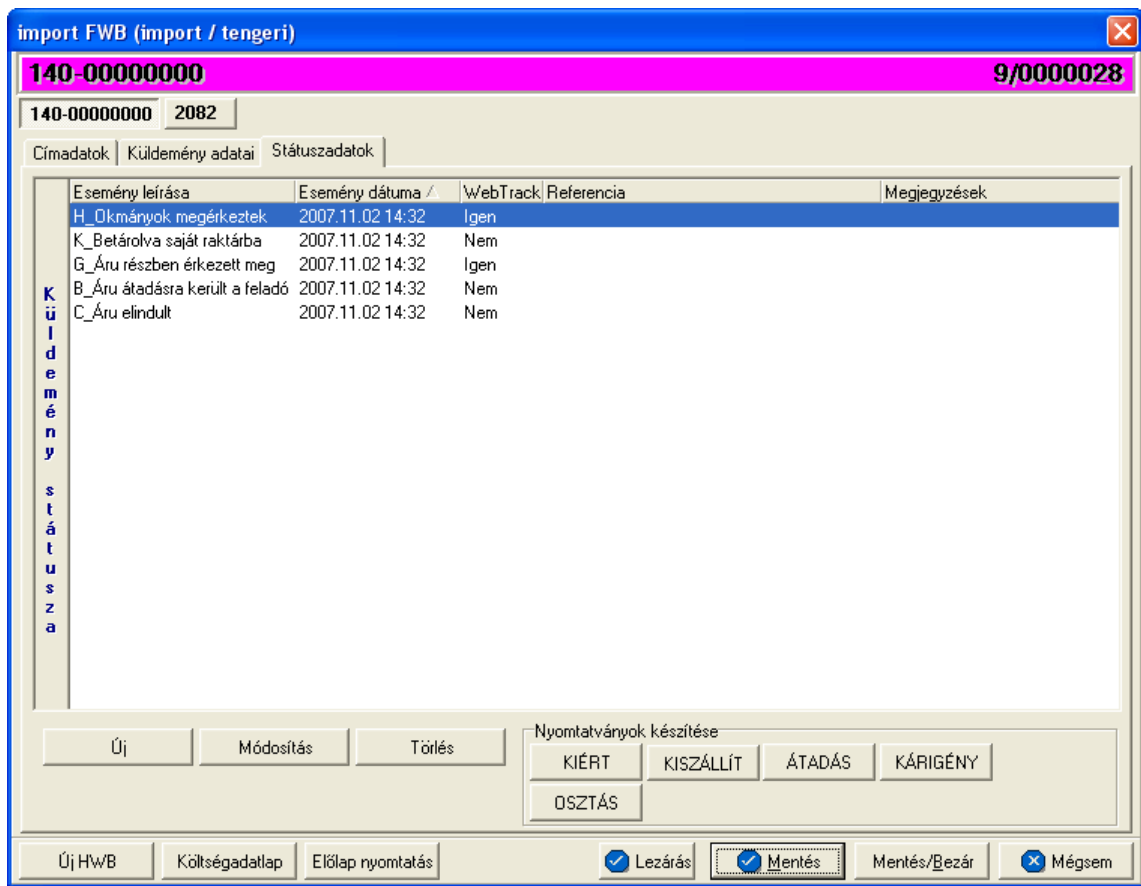 import FWB (import / tengeri)
140-00000000 9/0000028
140-00000000 2082
Címadatok Küldemény adatai Státuszadatok
Esemény leírása Esemény dátuma WebTrack Referencia Megjegyzések
H_Okmányok megérkeztek 2007.11.02 14:32 Igen
K_Betárolva saját raktárba 2007.11.02 14:32 Nem
G_Áru részben érkezett meg 2007.11.02 14:32 Igen
B_Áru átadásra került a feladó 2007.11.02 14:32 Nem
C_Áru elindult 2007.11.02 14:32 Nem
Küldemény státusza
Új Módosítás Törlés
Nyomtatványok készítése
KIÉRT KISZÁLLÍT ÁTADÁS KÁRIGÉNY
OSZTÁS
Új HWB Költségadatlap Előlap nyomtatás Lezárás Mentés Mentés/Bezár Mégsem